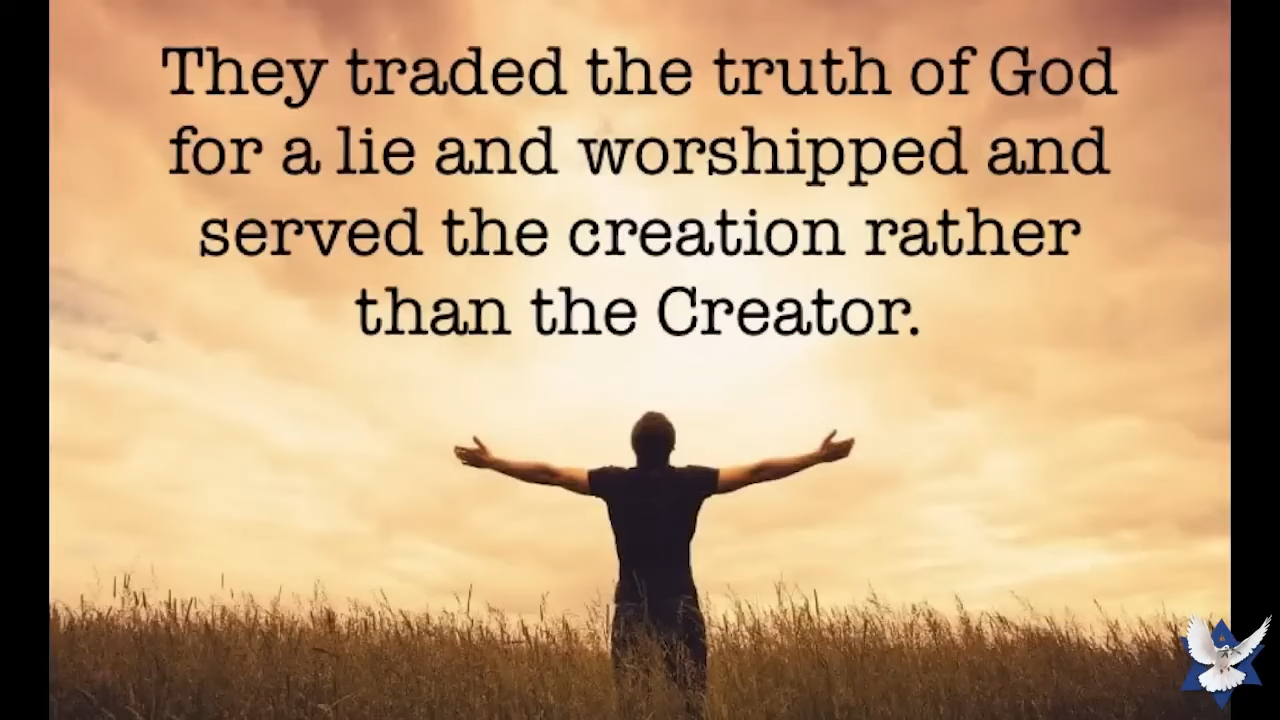 They traded the truth of God
for a lie and worshipped and
served the creation rather
than the Creator.